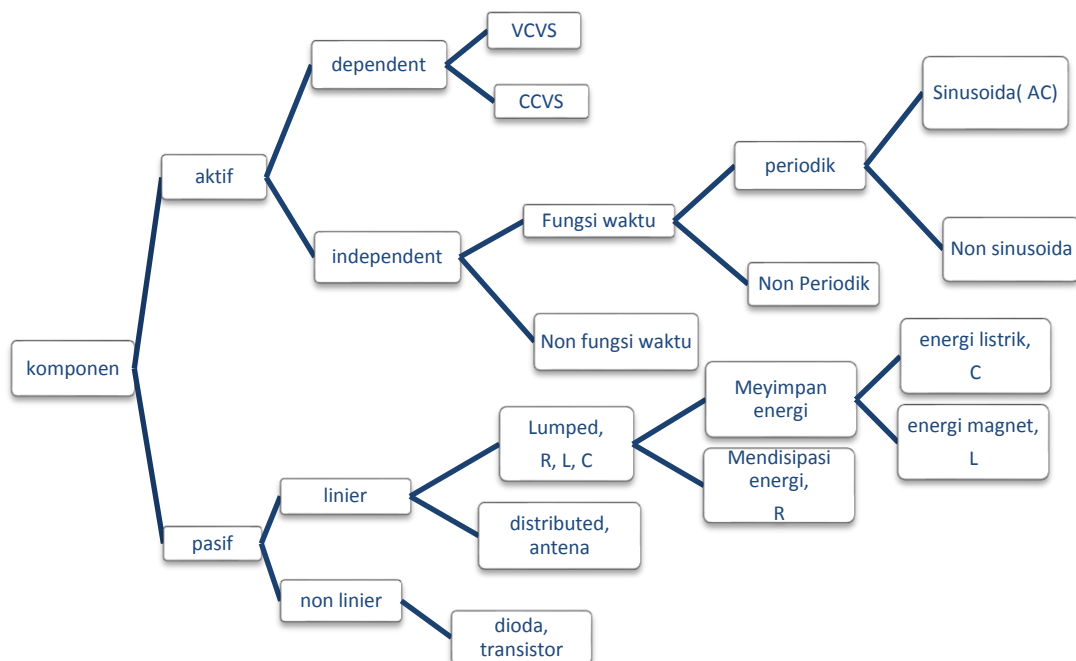 VCVS
dependent
CCVS
Sinusoida( AC)
aktif
periodik
Fungsi waktu
independent
Non sinusoida
Non Periodik
Non fungsi waktu
komponen
energi listrik,
C
Meyimpan
energi
Lumped,
R, L, C
energi magnet,
L
Mendisipasi
energi,
R
linier
distributed,
antena
pasif
non linier
dioda,
transistor